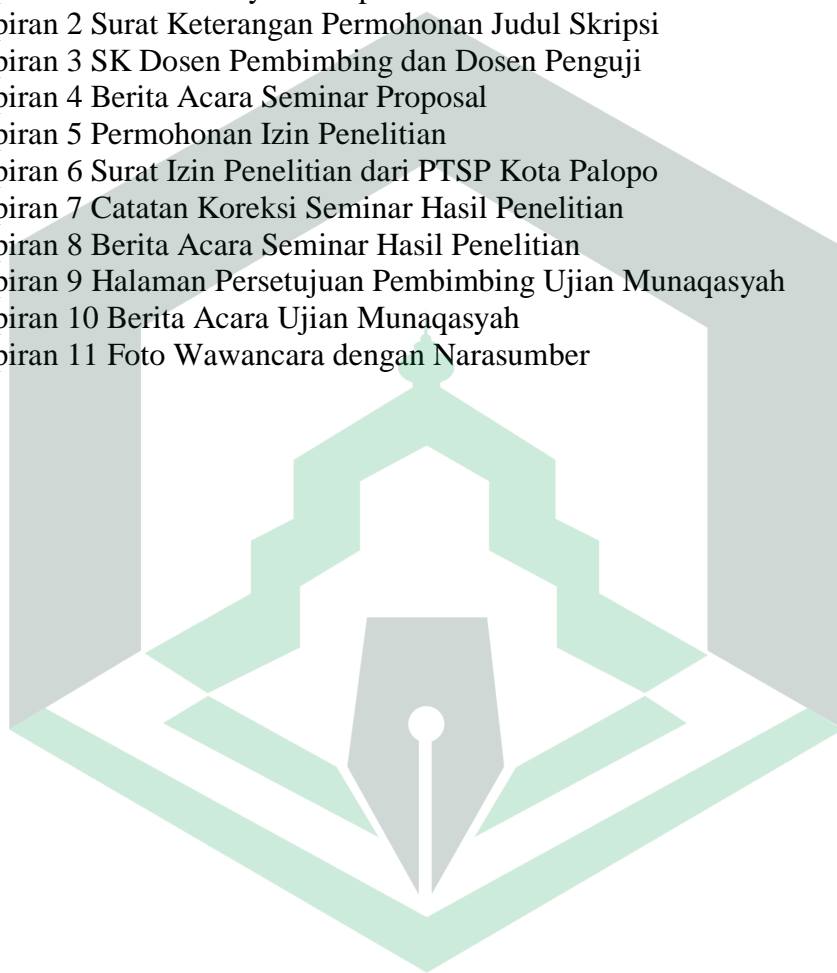 piran 2 Surat Keterangan Permohonan Judul Skripsi
piran 3 SK Dosen Pembimbing dan Dosen Penguji
piran 4 Berita Acara Seminar Proposal
piran 5 Permohonan Izin Penelitian
piran 6 Surat Izin Penelitian dari PTSP Kota Palopo
piran 7 Catatan Koreksi Seminar Hasil Penelitian
piran 8 Berita Acara Seminar Hasil Penelitian
piran 9 Halaman Persetujuan Pembimbing Ujian Munaqasyah
piran 10 Berita Acara Ujian Munaqasyah
piran 11 Foto Wawancara dengan Narasumber